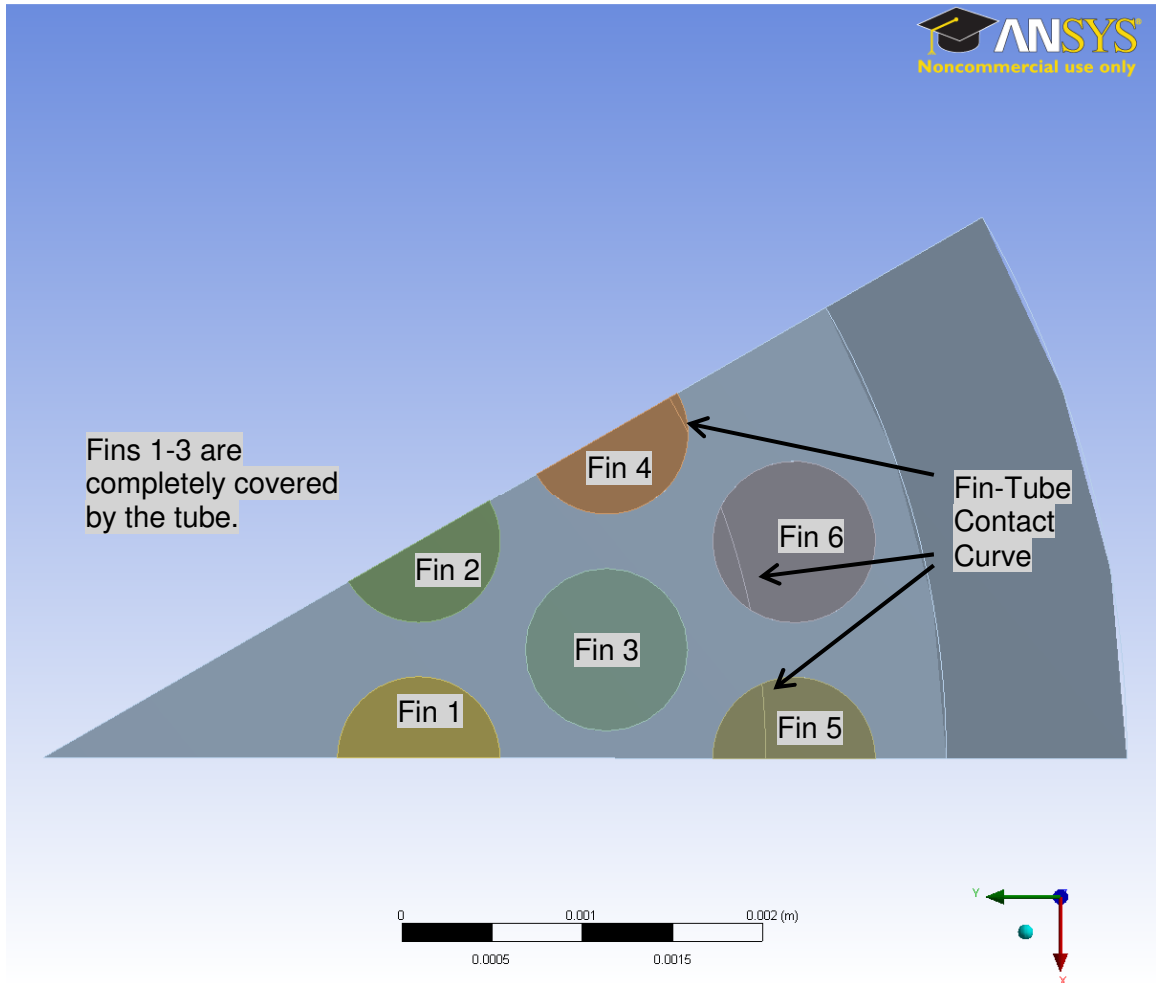 ANSYS
Noncommercial use only
Fins 1-3 are
completely covered
by the tube.
Fin 4
Fin 2
Fin 6
Fin-Tube
Contact
Curve
Fin 3
Fin 1
Fin 5
0 0.001 0.002 (m)
0.0005 0.0015
Y
X